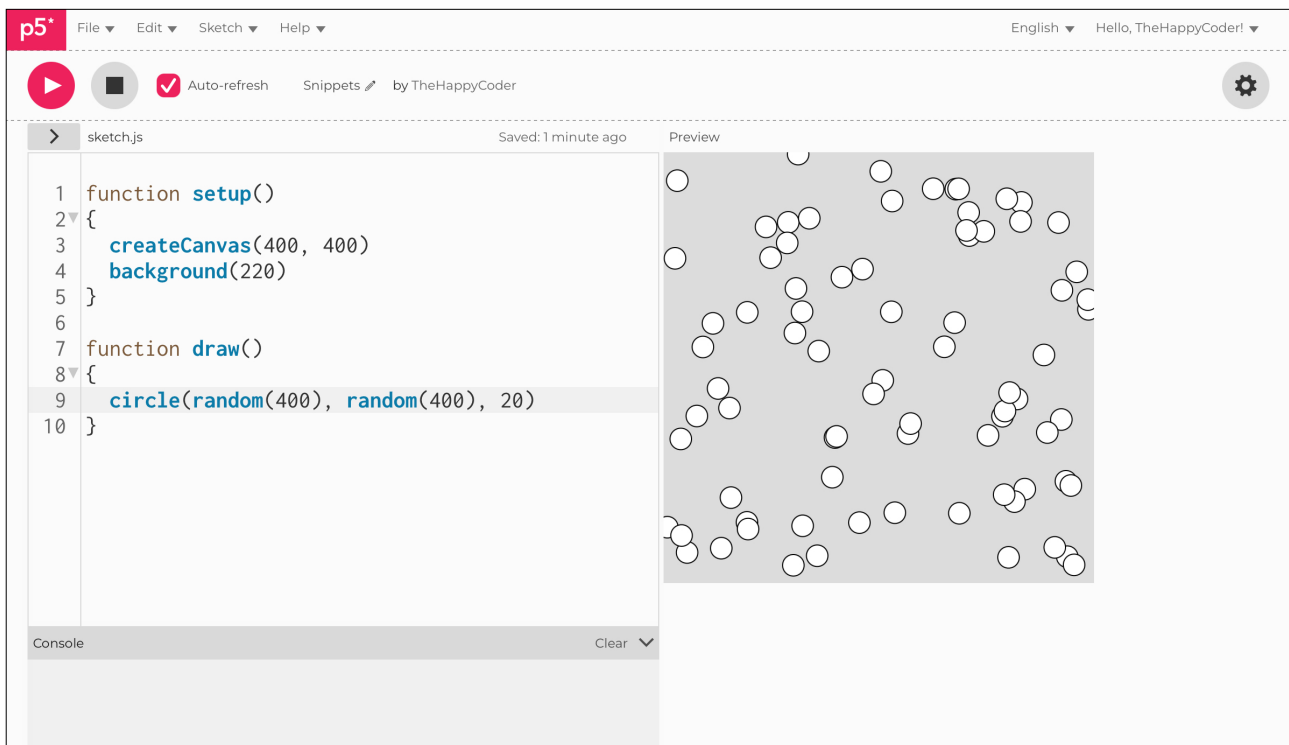 p5* File Edit Sketch Help English Hello, TheHappyCoder!
Auto-refresh Snippets by TheHappyCoder
sketch.js Saved: 1 minute ago Preview
1 function setup()
2 {
3   createCanvas(400, 400)
4   background(220)
5 }
6
7 function draw()
8 {
9   circle(random(400), random(400), 20)
10 }
Console Clear